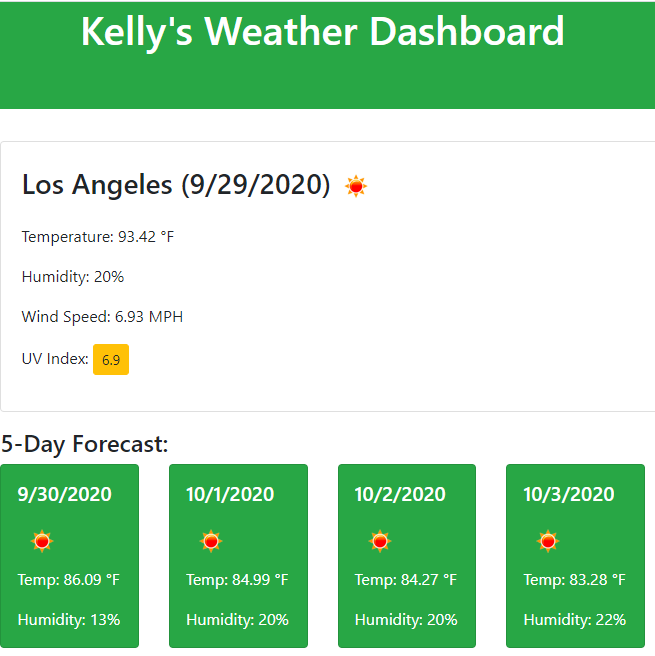 Kelly's Weather Dashboard
Los Angeles (9/29/2020)
Temperature: 93.42 °F
Humidity: 20%
Wind Speed: 6.93 MPH
UV Index: 6.9
5-Day Forecast:
9/30/2020
Temp: 86.09 °F
Humidity: 13%
10/1/2020
Temp: 84.99 °F
Humidity: 20%
10/2/2020
Temp: 84.27 °F
Humidity: 20%
10/3/2020
Temp: 83.28 °F
Humidity: 22%